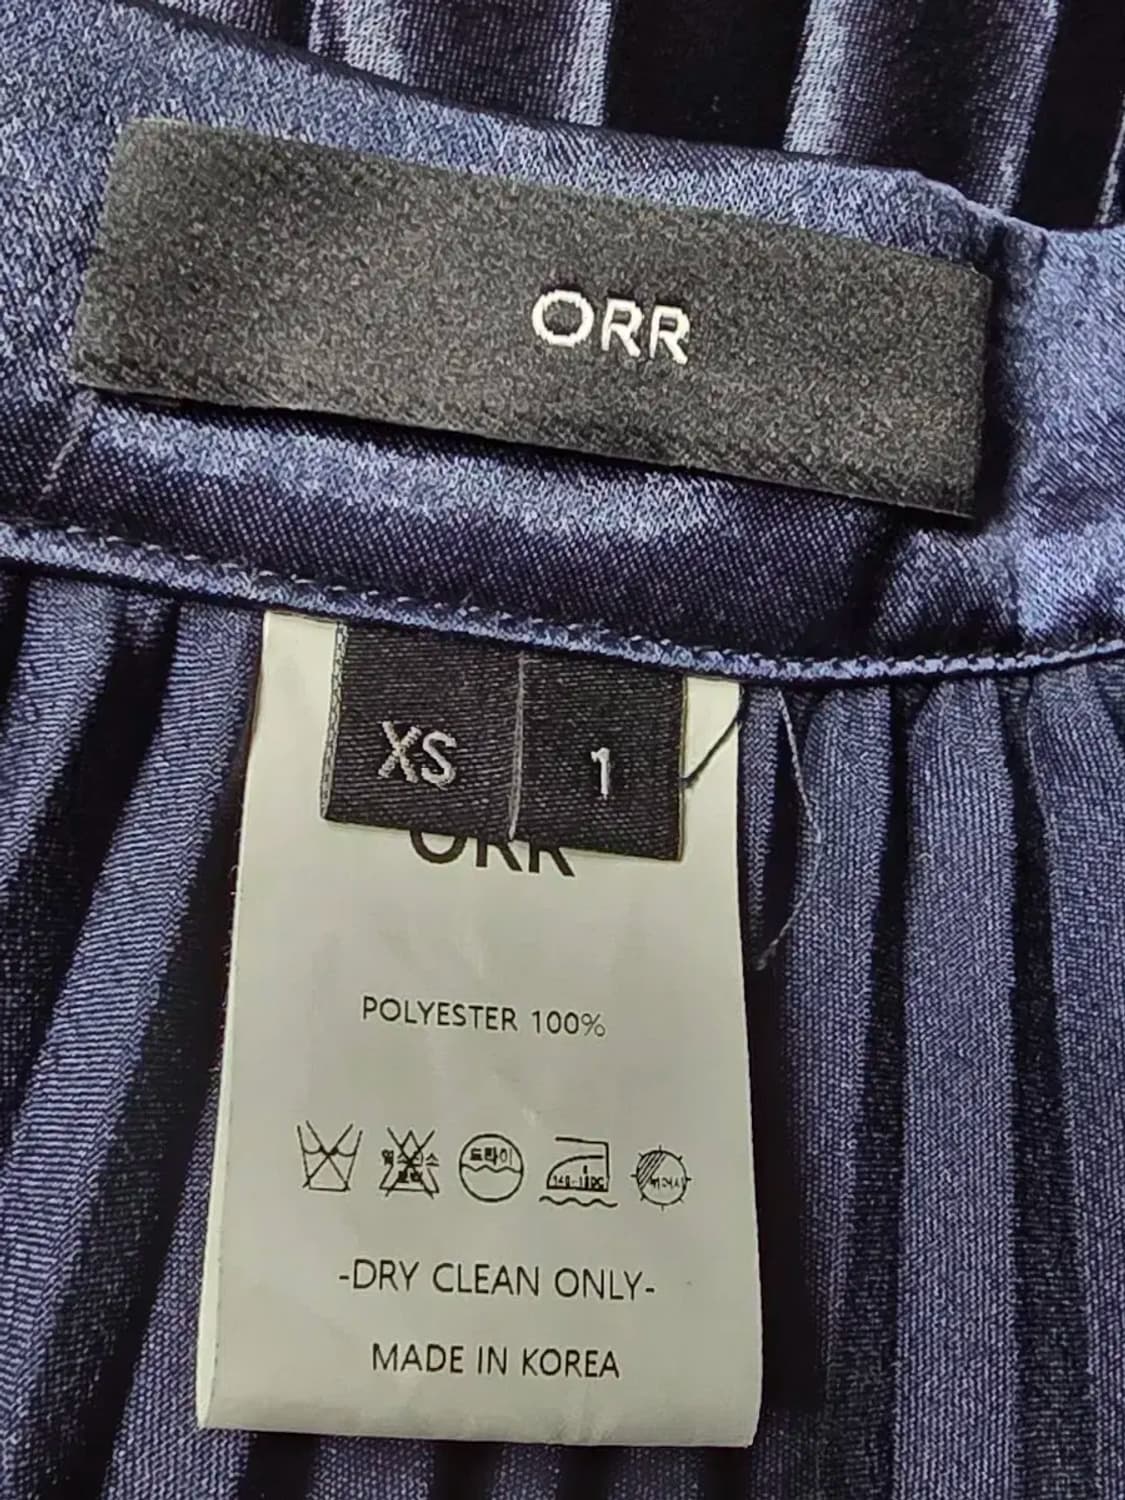 ORR
XS 1
ORR
POLYESTER 100%
드라이
-DRY CLEAN ONLY-
MADE IN KOREA